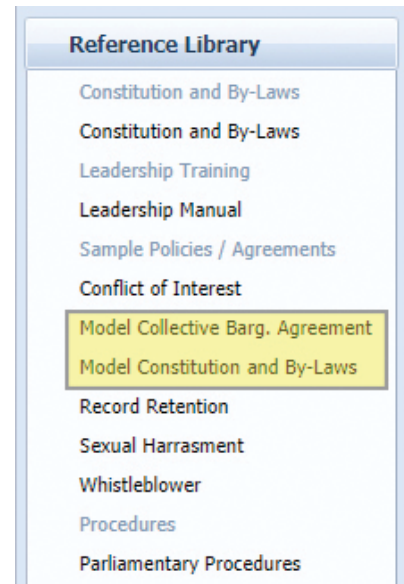 Reference Library
Constitution and By-Laws
Constitution and By-Laws
Leadership Training
Leadership Manual
Sample Policies / Agreements
Conflict of Interest
Model Collective Barg. Agreement
Model Constitution and By-Laws
Record Retention
Sexual Harrasment
Whistleblower
Procedures
Parliamentary Procedures